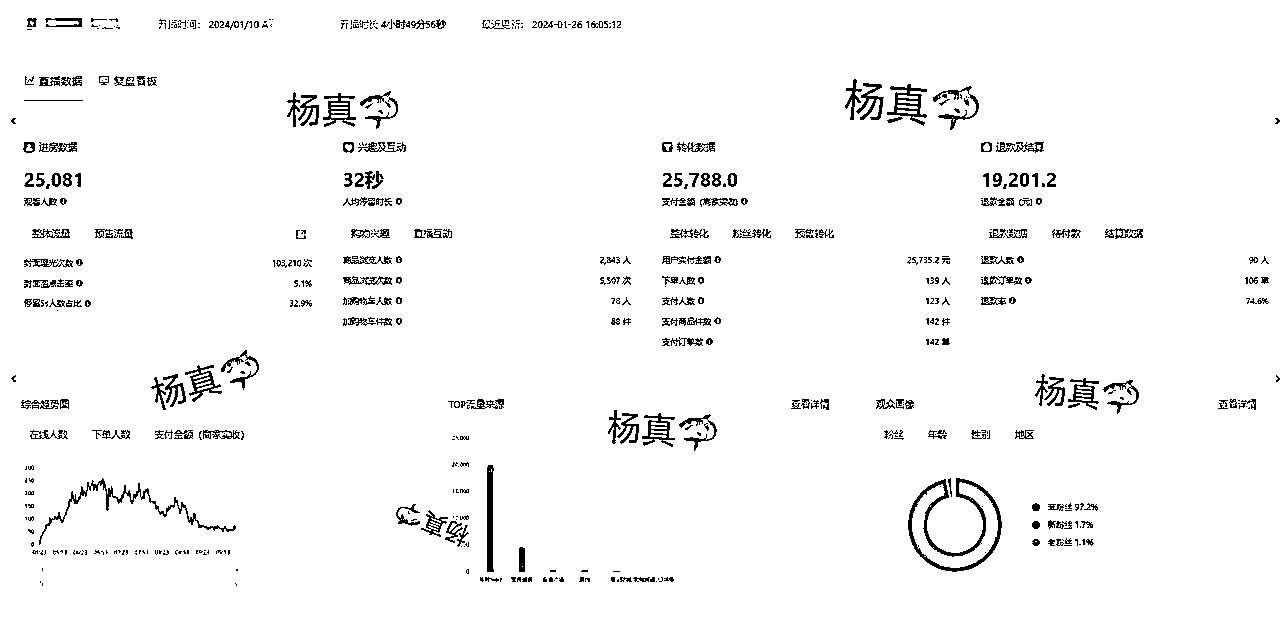 开播时间： 2024/01/10
开播时长 4小时49分56秒
最近更新： 2024-01-26 16:05:12
直播数据 复盘看板
杨真
杨真
进房数据
25,081
观看人数
整体流量 预售流量
封面曝光次数 103,210 次
封面图点击率 5.1%
停留5s人数占比 32.9%
兴趣及互动
32秒
人均停留时长
购物兴趣 直播互动
商品浏览人数 2,843 人
商品浏览次数 5,507 次
加购物车人数 78 人
加购物车件数 88 件
转化数据
25,788.0
支付金额 (商家实收)
整体转化 粉丝转化 预售转化
用户实付金额 25,735.2 元
下单人数 139 人
支付人数 123 人
支付商品件数 142 件
支付订单数 142 单
退款及结算
19,201.2
退款金额 (元)
退款数据 待付款 结算数据
退款人数 90 人
退款订单数 106 单
退款率 74.6%
杨真
杨真
杨真
杨真
综合趋势图
在线人数 下单人数 支付金额 (商家实收)
TOP流量来源 查看详情
观众画像 查看详情
粉丝 年龄 性别 地区
非粉丝 97.2%
新粉丝 1.7%
老粉丝 1.1%